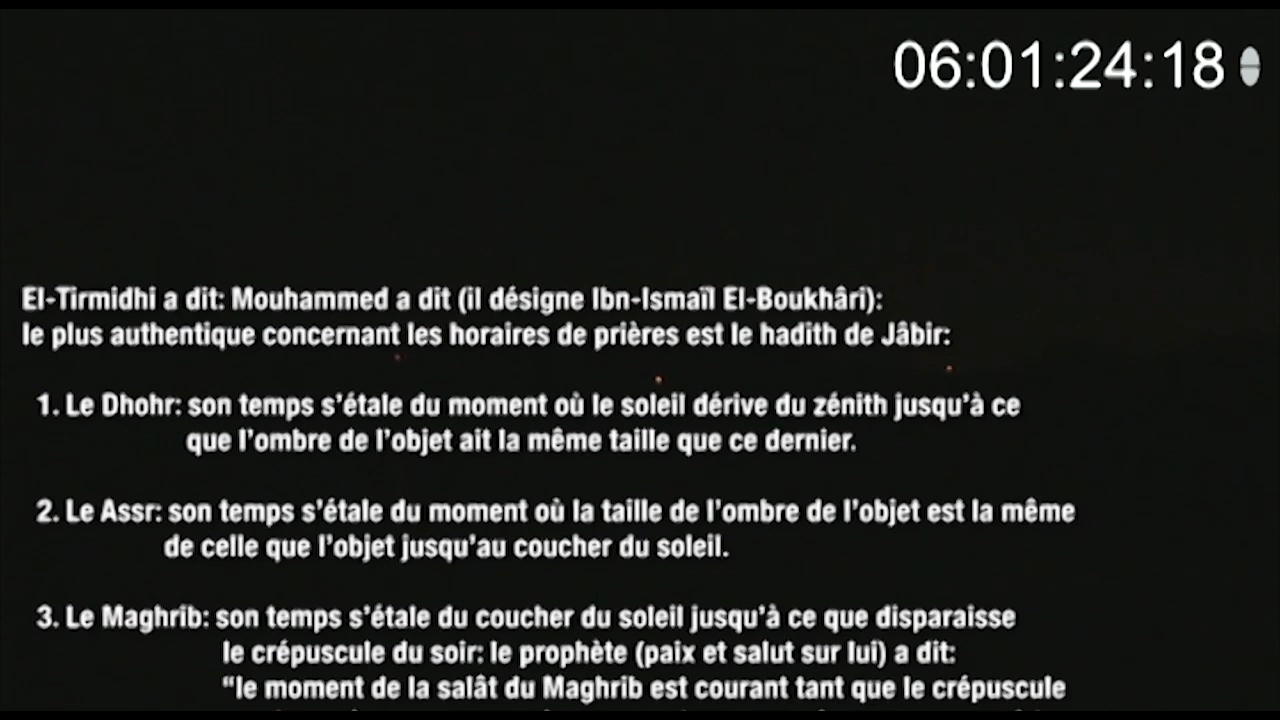 06:01:24:18
El-Tirmidhi a dit: Mouhammed a dit (il désigne Ibn-Ismaïl El-Boukhâri):
le plus authentique concernant les horaires de prières est le hadith de Jâbir:
1. Le Dhohr: son temps s'étale du moment où le soleil dérive du zénith jusqu'à ce
que l'ombre de l'objet ait la même taille que ce dernier.
2. Le Assr: son temps s'étale du moment où la taille de l'ombre de l'objet est la même
de celle que l'objet jusqu'au coucher du soleil.
3. Le Maghrib: son temps s'étale du coucher du soleil jusqu'à ce que disparaisse
le crépuscule du soir: le prophète (paix et salut sur lui) a dit:
"le moment de la salât du Maghrib est courant tant que le crépuscule